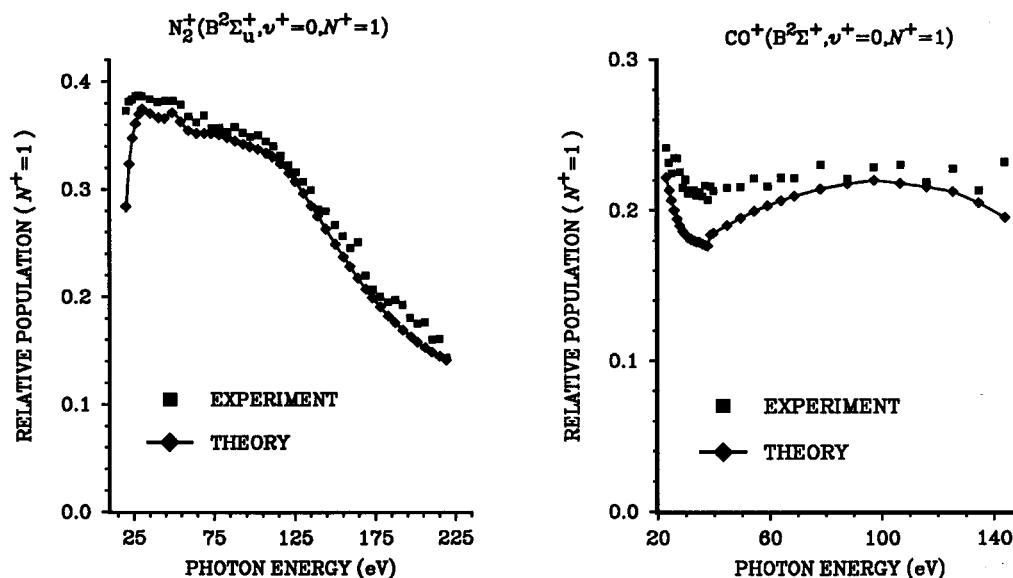 N₂⁺(B²Σᵤ⁺,ν⁺=0,N⁺=1)
RELATIVE POPULATION (N⁺=1)
0.4
0.3
0.2
0.1
0.0
EXPERIMENT
THEORY
25 75 125 175 225
PHOTON ENERGY (eV)
CO⁺(B²Σ⁺,ν⁺=0,N⁺=1)
RELATIVE POPULATION (N⁺=1)
0.3
0.2
0.1
0.0
EXPERIMENT
THEORY
20 60 100 140
PHOTON ENERGY (eV)